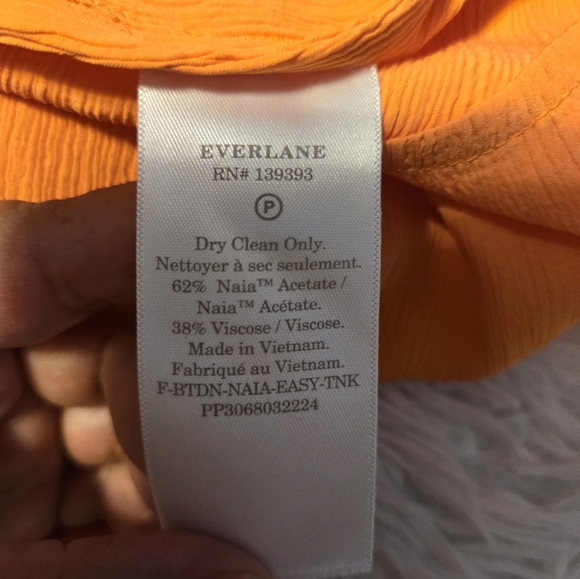 EVERLANE
RN# 139393
P
Dry Clean Only.
Nettoyer à sec seulement.
62% Naia™ Acetate /
Naia™ Acétate.
38% Viscose / Viscose.
Made in Vietnam.
Fabriqué au Vietnam.
F-BTDN-NAIA-EASY-TNK
PP3068032224